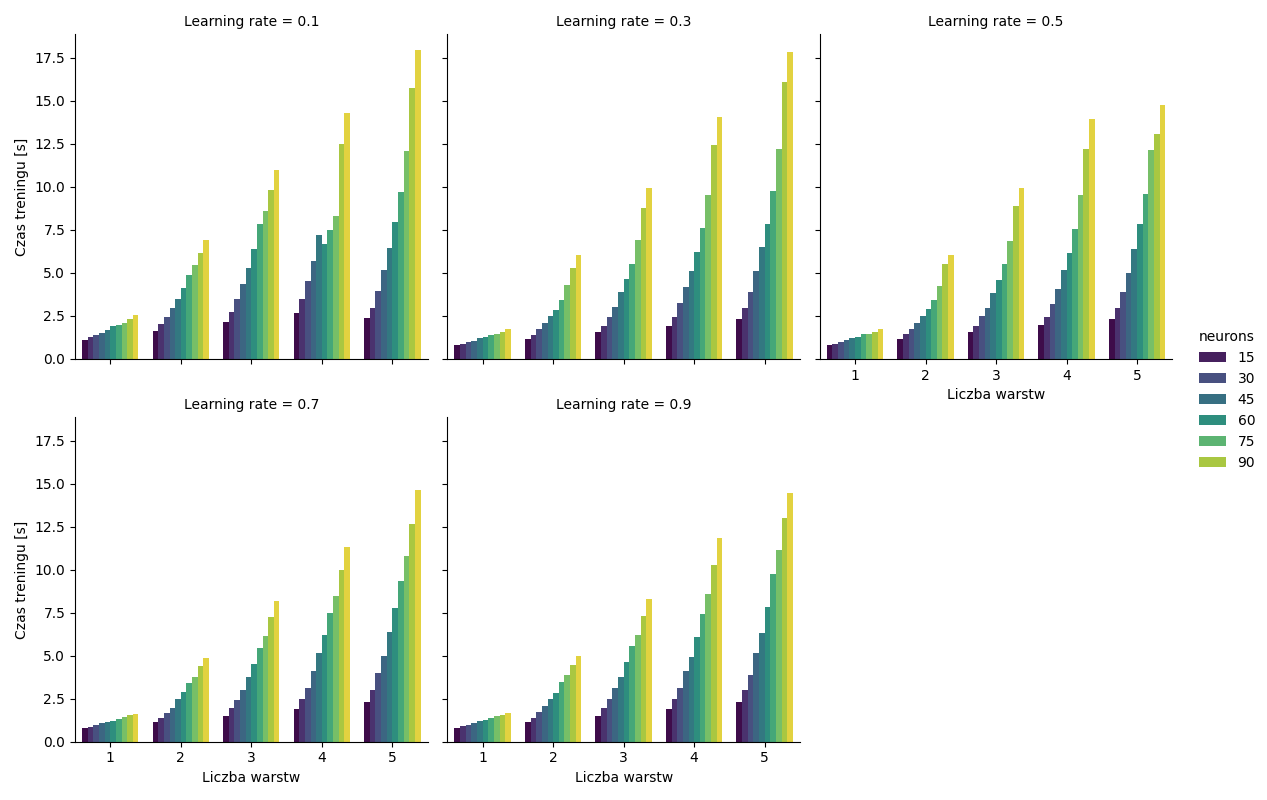 Learning rate = 0.1
Learning rate = 0.3
Learning rate = 0.5
17.5
15.0
12.5
10.0
7.5
5.0
2.5
0.0
Czas treningu [s]
1 2 3 4 5
Liczba warstw
neurons
15
30
45
60
75
90
Learning rate = 0.7
Learning rate = 0.9
17.5
15.0
12.5
10.0
7.5
5.0
2.5
0.0
Czas treningu [s]
1 2 3 4 5
1 2 3 4 5
Liczba warstw
Liczba warstw